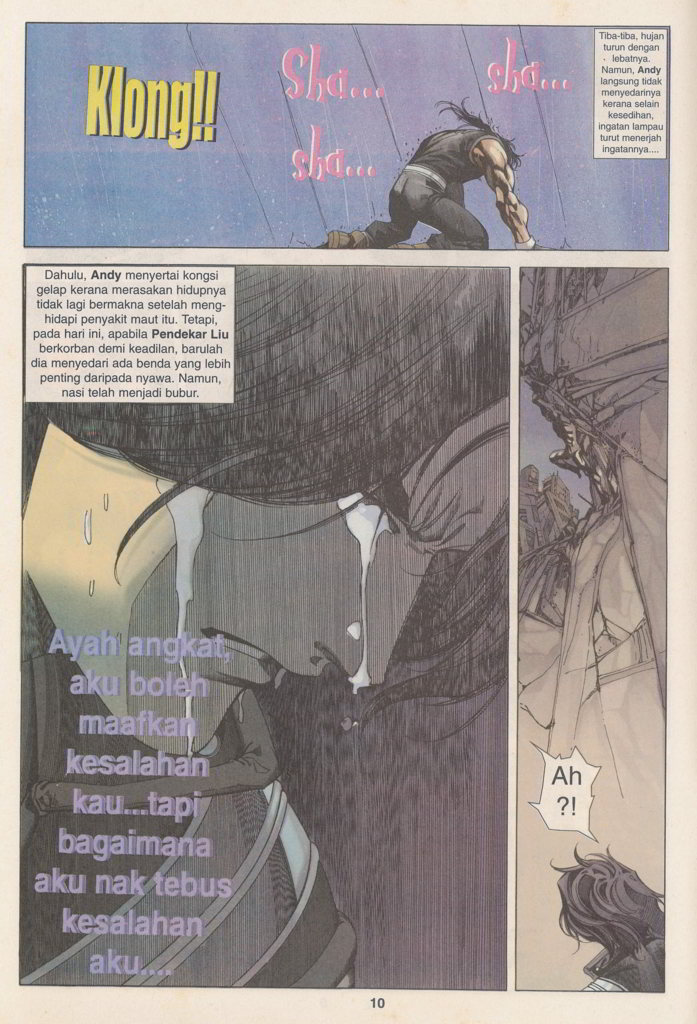 Klong!!
Sha...
sha...
sha...
Tiba-tiba, hujan
turun dengan
lebatnya.
Namun, Andy
langsung tidak
menyedarinya
kerana selain
kesedihan,
ingatan lampau
turut menerjah
ingatannya....
Dahulu, Andy menyertai kongsi
gelap kerana merasakan hidupnya
tidak lagi bermakna setelah meng-
hidapi penyakit maut itu. Tetapi,
pada hari ini, apabila Pendekar Liu
berkorban demi keadilan, barulah
dia menyedari ada benda yang lebih
penting daripada nyawa. Namun,
nasi telah menjadi bubur.
Ayah angkat,
aku boleh
maafkan
kesalahan
kau...tapi
bagaimana
aku nak tebus
kesalahan
aku....
Ah
?!
10